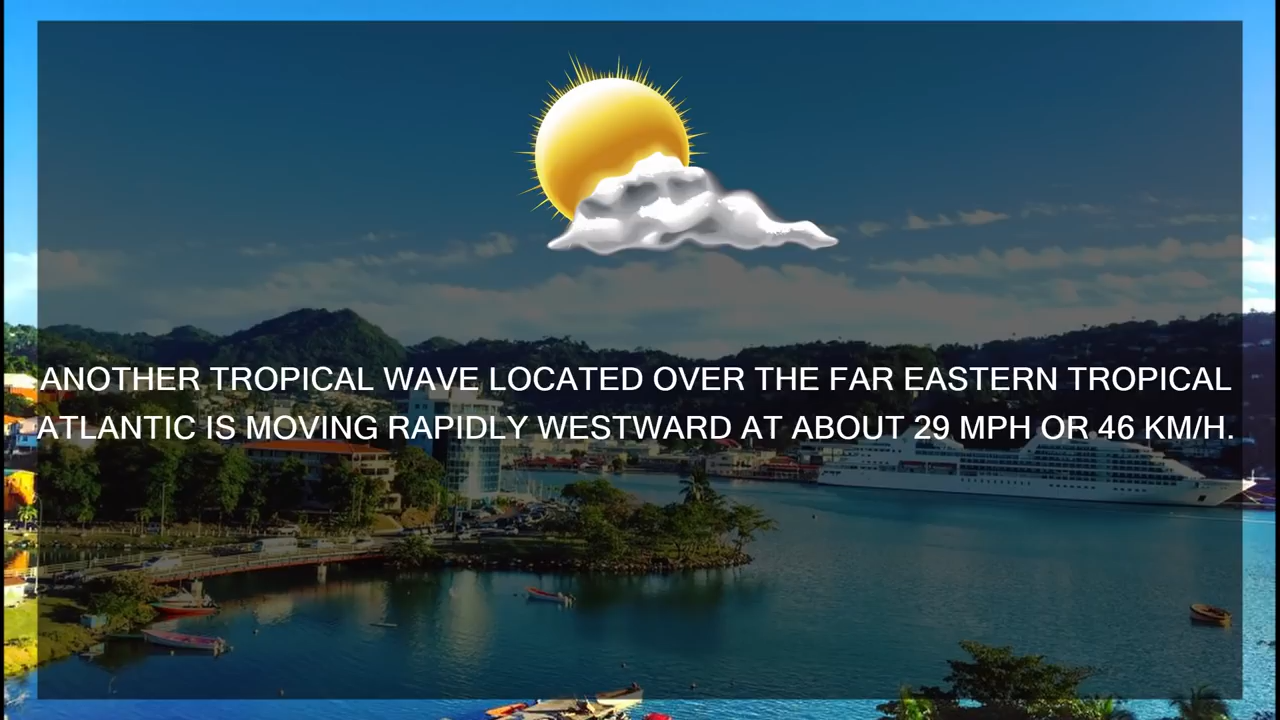 ANOTHER TROPICAL WAVE LOCATED OVER THE FAR EASTERN TROPICAL
ATLANTIC IS MOVING RAPIDLY WESTWARD AT ABOUT 29 MPH OR 46 KM/H.